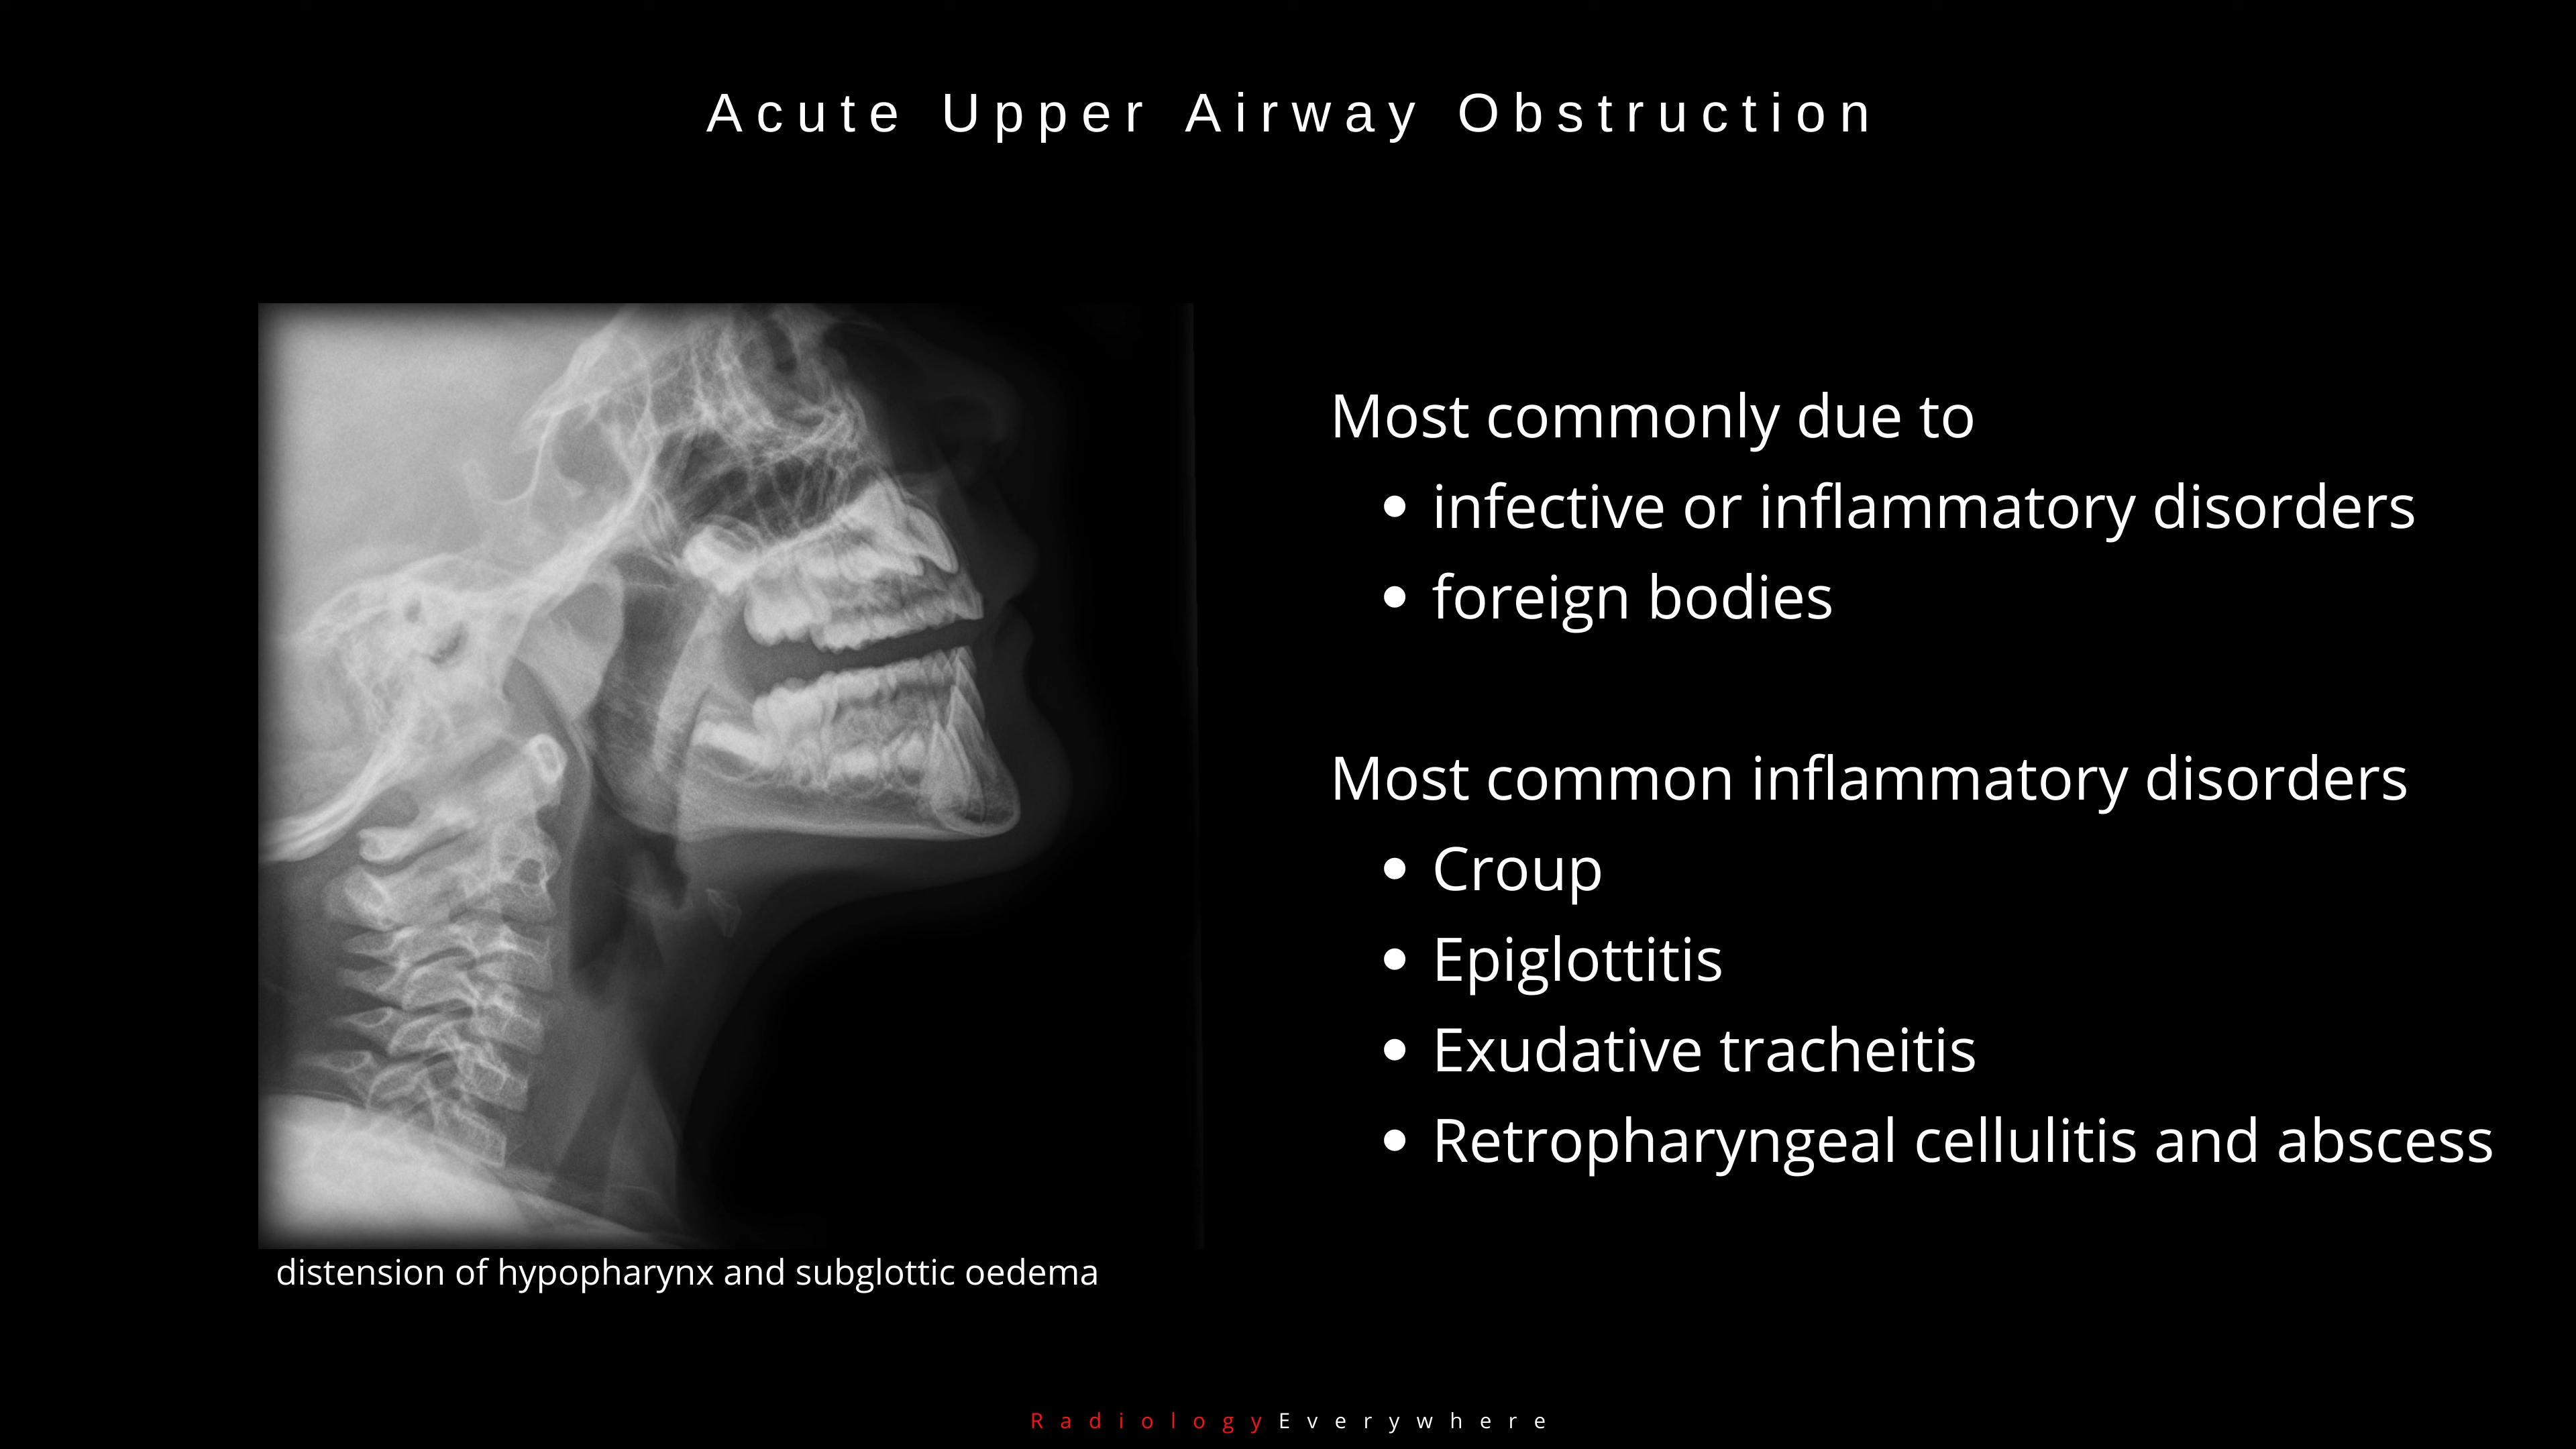 Acute Upper Airway Obstruction
Most commonly due to
• infective or inflammatory disorders
• foreign bodies
Most common inflammatory disorders
• Croup
• Epiglottitis
• Exudative tracheitis
• Retropharyngeal cellulitis and abscess
distension of hypopharynx and subglottic oedema
RadiologyEverywhere